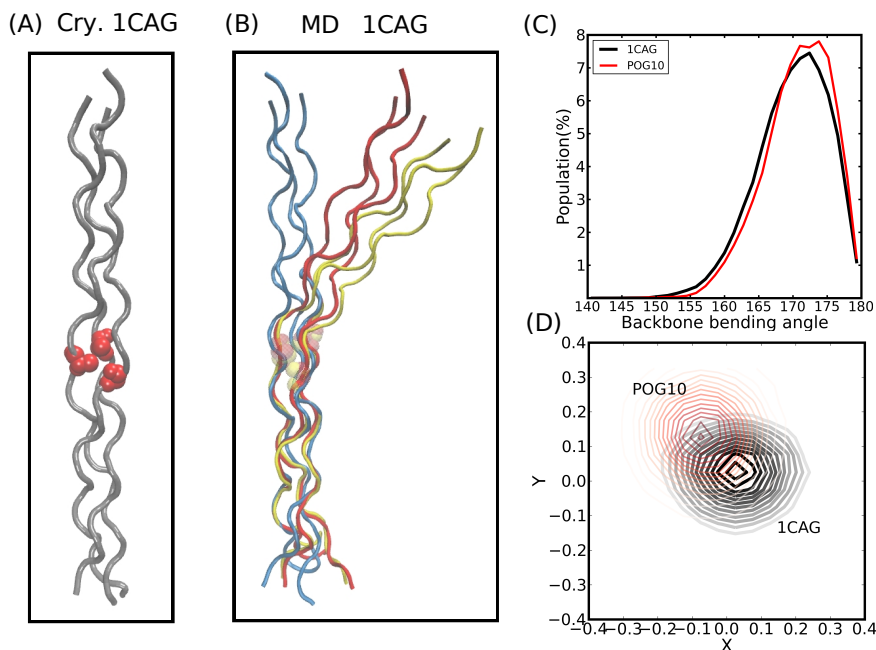 (A) Cry. 1CAG
(B) MD 1CAG
(C)
8
7
6
5
4
3
2
1
Population(%)
1CAG
POG10
140 145 150 155 160 165 170 175 180
Backbone bending angle
(D)
0.4
0.3
0.2
0.1
0.0
−0.1
−0.2
−0.3
−0.4
Y
POG10
1CAG
−0.4 −0.3 −0.2 −0.1 0.0 0.1 0.2 0.3 0.4
X